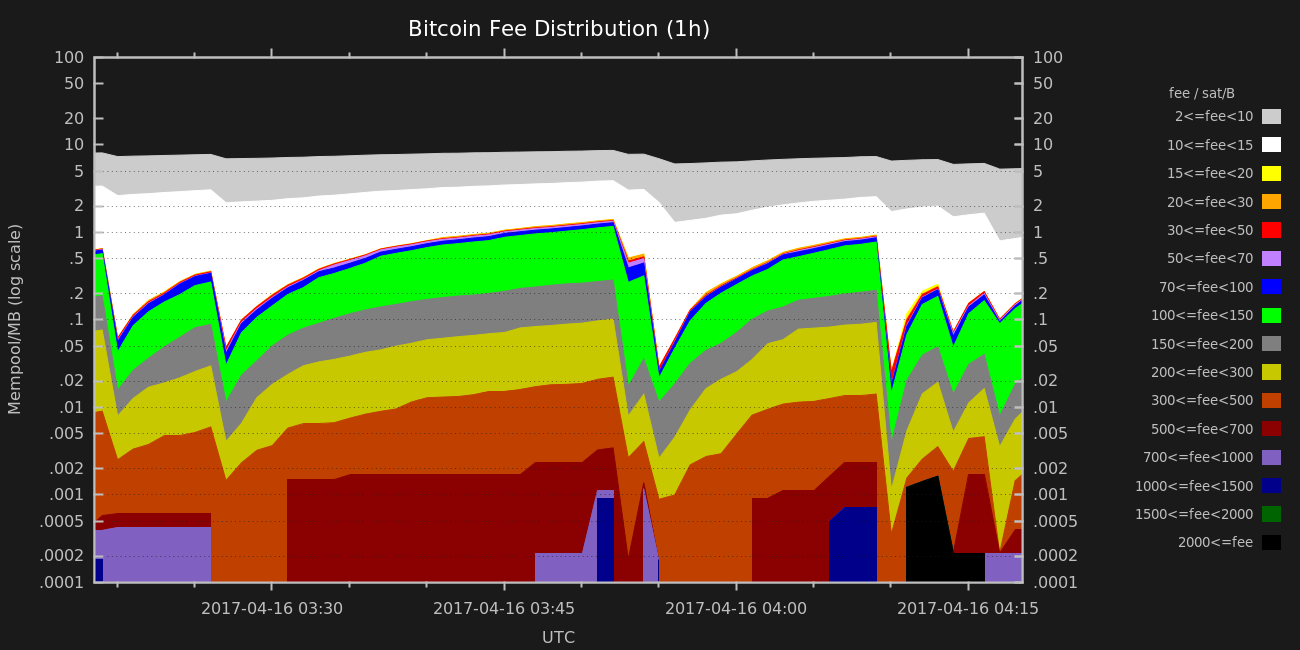 Bitcoin Fee Distribution (1h)
Mempool/MB (log scale)
100
50
20
10
5
2
1
.5
.2
.1
.05
.02
.01
.005
.002
.001
.0005
.0002
.0001
100
50
20
10
5
2
1
.5
.2
.1
.05
.02
.01
.005
.002
.001
.0005
.0002
.0001
2017-04-16 03:30
2017-04-16 03:45
2017-04-16 04:00
2017-04-16 04:15
UTC
fee / sat/B
2<=fee<10
10<=fee<15
15<=fee<20
20<=fee<30
30<=fee<50
50<=fee<70
70<=fee<100
100<=fee<150
150<=fee<200
200<=fee<300
300<=fee<500
500<=fee<700
700<=fee<1000
1000<=fee<1500
1500<=fee<2000
2000<=fee